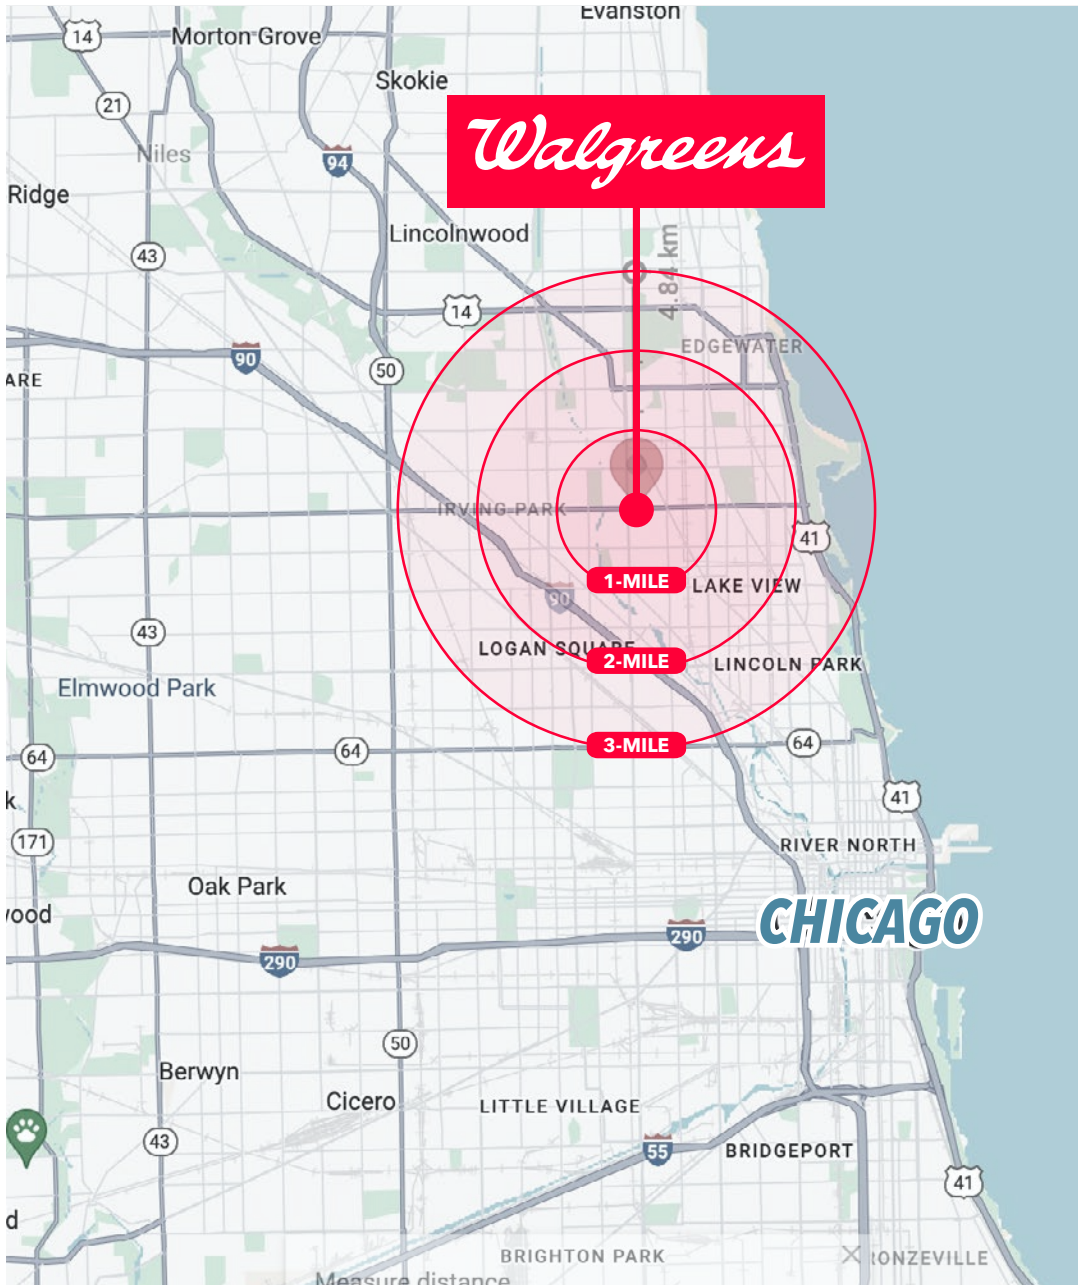 Evanston
14
Morton Grove
Skokie
21
Walgreens
Niles
94
Ridge
4.84 km
Lincolnwood
43
14
EDGEWATER
90
50
ARE
IRVING PARK
41
1-MILE
LAKE VIEW
90
43
LOGAN SQUARE
2-MILE
LINCOLN PARK
Elmwood Park
3-MILE
64
64
64
41
k
171
RIVER NORTH
Oak Park
wood
CHICAGO
290
290
50
Berwyn
Cicero
LITTLE VILLAGE
43
55
BRIDGEPORT
41
d
BRIGHTON PARK
RONZEVILLE
Measure distance